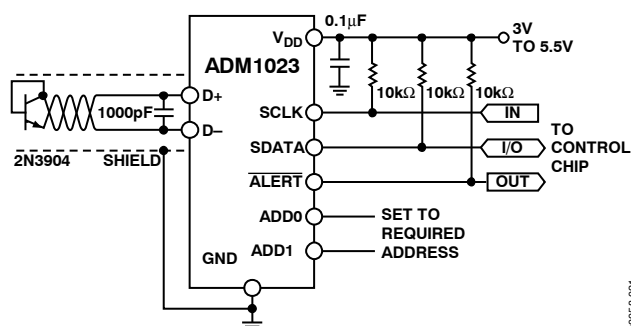 0.1µF
VDD
3V
TO 5.5V
ADM1023
D+
1000pF
D–
10kΩ 10kΩ 10kΩ
SCLK
IN
SDATA
I/O
TO
CONTROL
CHIP
ALERT
OUT
2N3904
SHIELD
ADD0
SET TO
REQUIRED
ADDRESS
ADD1
GND